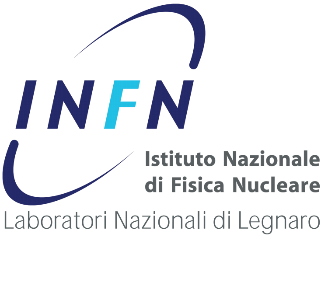 INFN
Istituto Nazionale
di Fisica Nucleare
Laboratori Nazionali di Legnaro